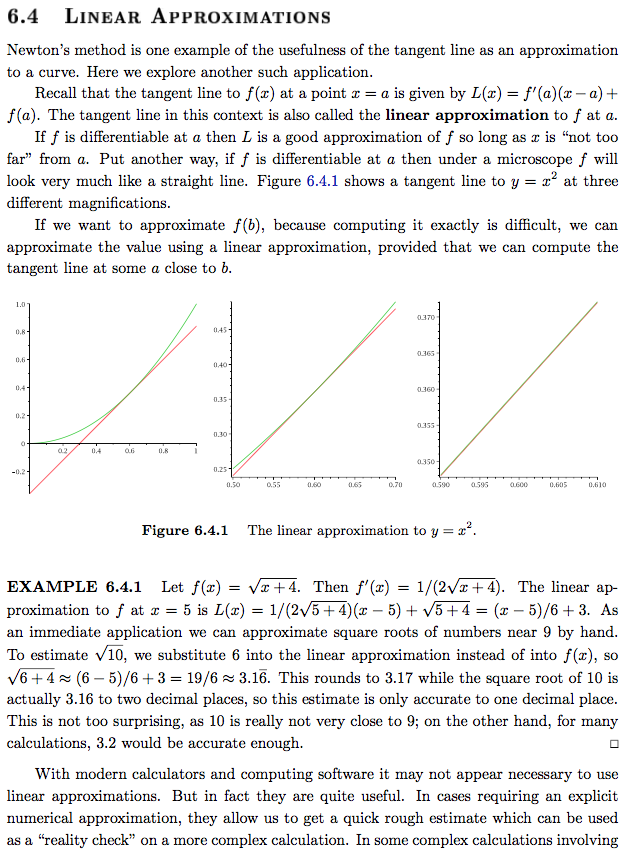 6.4 LINEAR APPROXIMATIONS
Newton's method is one example of the usefulness of the tangent line as an approximation
to a curve. Here we explore another such application.
Recall that the tangent line to f(x) at a point x = a is given by L(x) = f′(a)(x − a) +
f(a). The tangent line in this context is also called the linear approximation to f at a.
If f is differentiable at a then L is a good approximation of f so long as x is “not too
far” from a. Put another way, if f is differentiable at a then under a microscope f will
look very much like a straight line. Figure 6.4.1 shows a tangent line to y = x² at three
different magnifications.
If we want to approximate f(b), because computing it exactly is difficult, we can
approximate the value using a linear approximation, provided that we can compute the
tangent line at some a close to b.
1.0
0.8
0.6
0.4
0.2
0
−0.2
0.2 0.4 0.6 0.8 1
0.45
0.40
0.35
0.30
0.25
0.50 0.55 0.60 0.65 0.70
0.370
0.365
0.360
0.355
0.350
0.590 0.595 0.600 0.605 0.610
Figure 6.4.1 The linear approximation to y = x².
EXAMPLE 6.4.1 Let f(x) = √(x + 4). Then f′(x) = 1/(2√(x + 4)). The linear ap-
proximation to f at x = 5 is L(x) = 1/(2√(5 + 4))(x − 5) + √(5 + 4) = (x − 5)/6 + 3. As
an immediate application we can approximate square roots of numbers near 9 by hand.
To estimate √10, we substitute 6 into the linear approximation instead of into f(x), so
√(6 + 4) ≈ (6 − 5)/6 + 3 = 19/6 ≈ 3.16̄. This rounds to 3.17 while the square root of 10 is
actually 3.16 to two decimal places, so this estimate is only accurate to one decimal place.
This is not too surprising, as 10 is really not very close to 9; on the other hand, for many
calculations, 3.2 would be accurate enough. □
With modern calculators and computing software it may not appear necessary to use
linear approximations. But in fact they are quite useful. In cases requiring an explicit
numerical approximation, they allow us to get a quick rough estimate which can be used
as a “reality check” on a more complex calculation. In some complex calculations involving